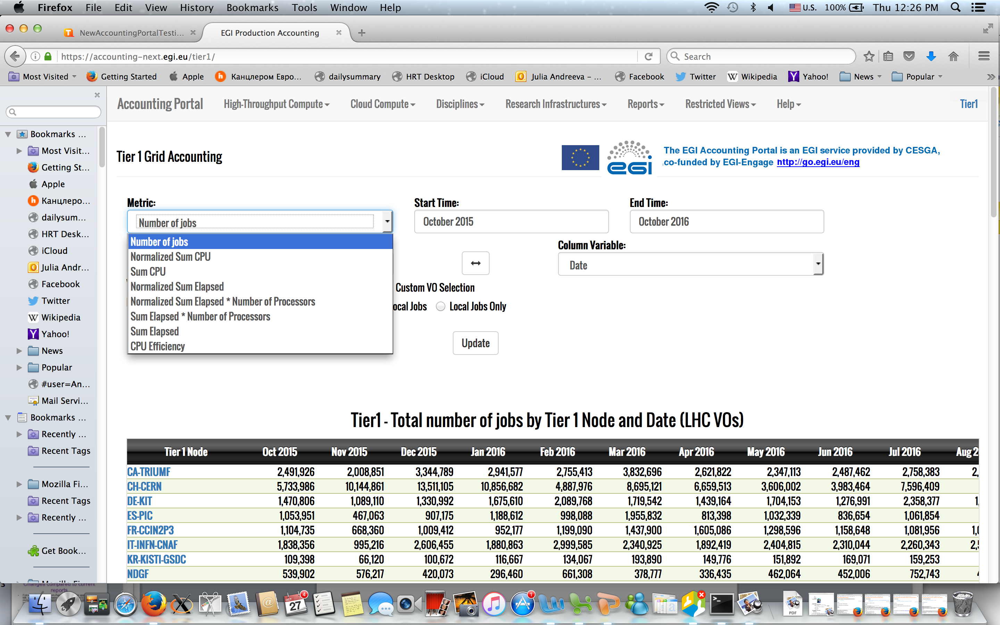 Firefox File Edit View History Bookmarks Tools Window Help U.S. 100% Thu 12:26 PM
NewAccountingPortalTesti... EGI Production Accounting
https://accounting-next.egi.eu/tier1/ Search
Most Visited Getting Started Apple Канцлером Евро... dailysummary HRT Desktop iCloud Julia Andreeva – ... Facebook Twitter Wikipedia Yahoo! News Popular
Accounting Portal High-Throughput Compute Cloud Compute Disciplines Research Infrastructures Reports Restricted Views Help Tier1
Bookmarks ...
Most Visit...
Getting St...
Apple
Канцлеро...
dailysum...
HRT Desk...
iCloud
Julia Andr...
Facebook
Twitter
Wikipedia
Yahoo!
News
Popular
#user=An...
Mail Servi...
Bookmarks ...
Recently ...
Recent Tags
Mozilla Fi...
Recent Tags
Recently ...
Get Book...
Mozilla Fi...
Tier 1 Grid Accounting
egi
The EGI Accounting Portal is an EGI service provided by CESGA,
co-funded by EGI-Engage http://go.egi.eu/eng
Metric: Start Time: End Time:
Number of jobs October 2015 October 2016
Number of jobs
Normalized Sum CPU
Sum CPU
Normalized Sum Elapsed
Normalized Sum Elapsed * Number of Processors
Sum Elapsed * Number of Processors
Sum Elapsed
CPU Efficiency
Column Variable:
Date
Custom VO Selection
ocal Jobs Local Jobs Only
Update
Tier1 - Total number of jobs by Tier 1 Node and Date (LHC VOs)
Tier 1 Node Oct 2015 Nov 2015 Dec 2015 Jan 2016 Feb 2016 Mar 2016 Apr 2016 May 2016 Jun 2016 Jul 2016 Aug 2
CA-TRIUMF 2,491,926 2,008,851 3,344,789 2,941,577 2,755,413 3,832,696 2,621,822 2,347,113 2,487,462 2,758,383 2,
CH-CERN 5,733,986 10,144,861 13,511,105 10,856,682 4,887,976 8,695,121 6,659,513 3,606,002 3,983,464 7,596,409
DE-KIT 1,470,806 1,089,110 1,330,992 1,675,610 2,089,768 1,719,542 1,439,164 1,704,153 1,276,991 2,358,377 1,
ES-PIC 1,053,951 467,063 907,175 1,188,612 998,088 1,955,832 813,398 1,032,339 836,654 1,061,854
FR-CCIN2P3 1,104,735 668,360 1,009,412 952,177 1,199,090 1,437,900 1,605,086 1,298,596 1,158,648 1,081,956 1,0
IT-INFN-CNAF 1,838,356 995,216 2,606,455 1,880,863 2,999,585 2,340,925 1,892,419 2,404,815 2,310,044 2,260,343 2,5
KR-KISTI-GSDC 109,398 66,120 100,672 116,667 134,067 193,890 149,776 151,892 169,071 159,253
NDGF 539,902 576,217 420,073 296,460 661,308 378,777 336,435 462,064 452,006 752,743 4
Changes compared to current
reports
OCT
27
4
1
PDF